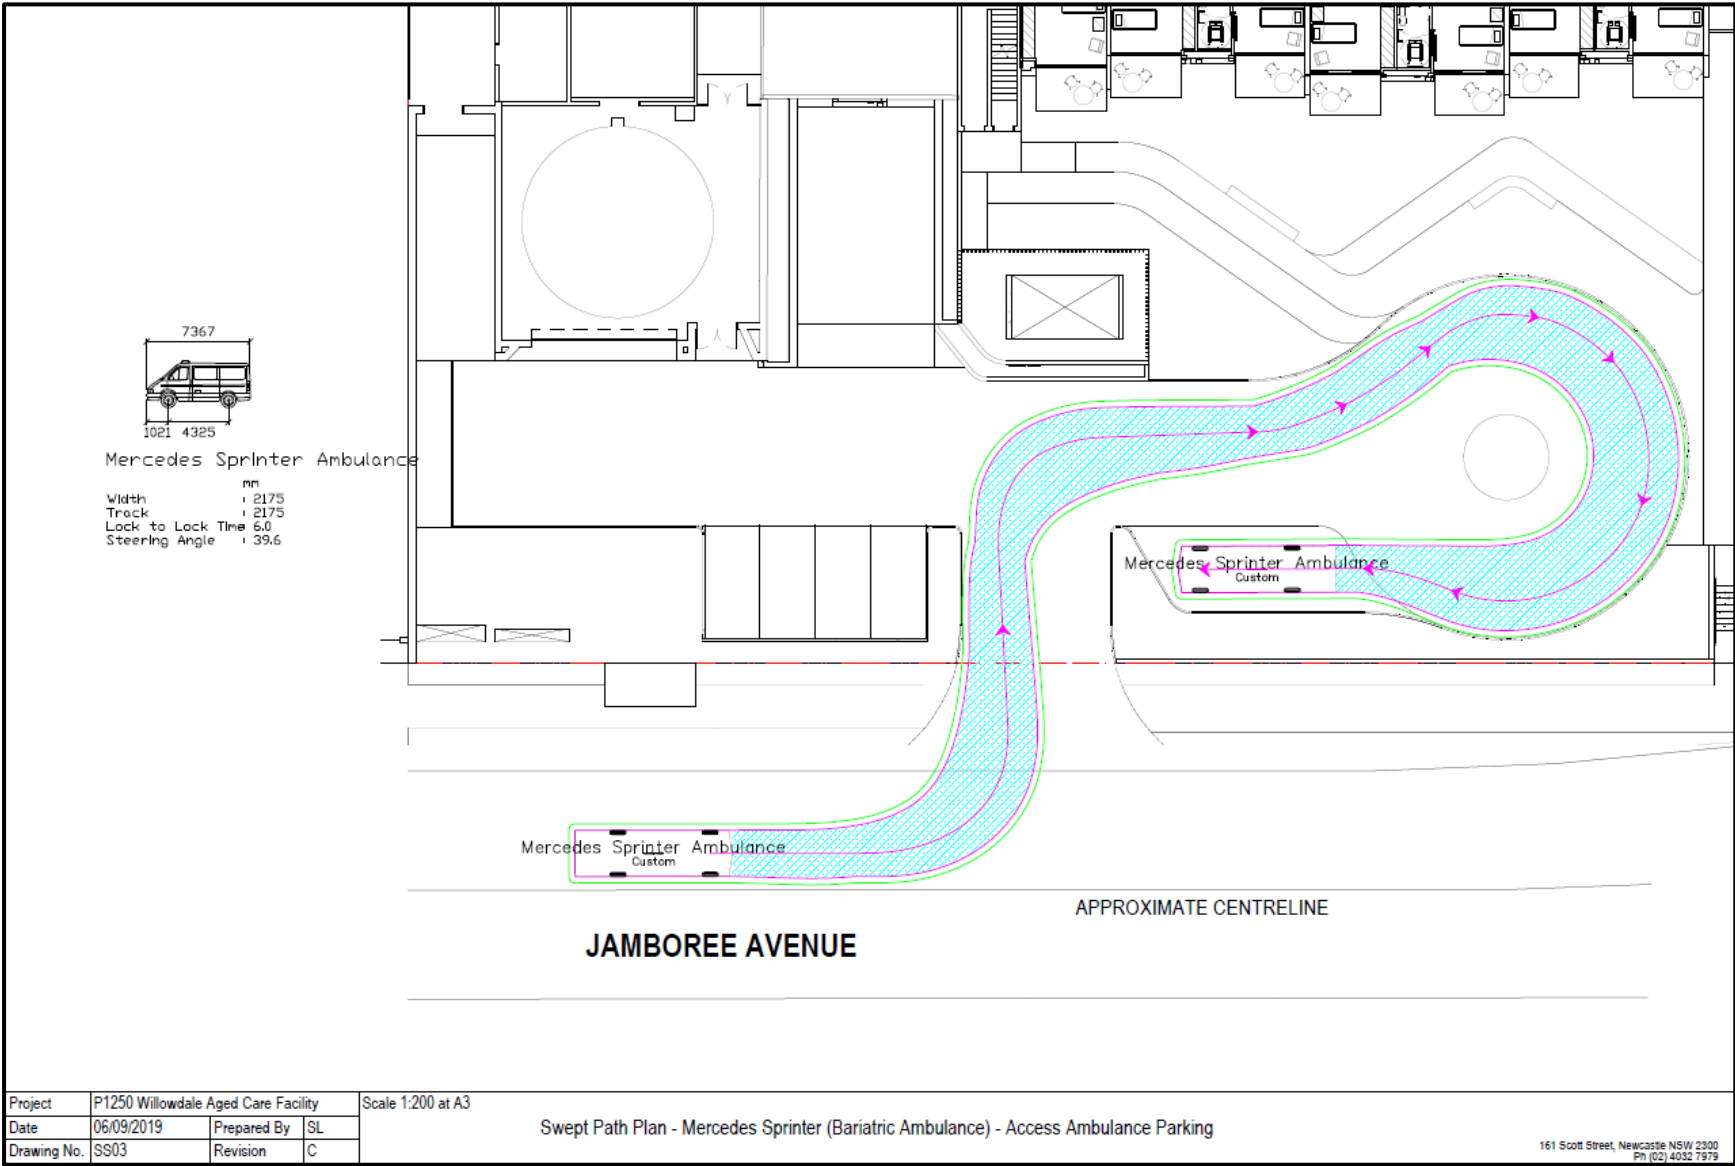 7367
1021 4325
Mercedes Sprinter Ambulance
mm
Width : 2175
Track : 2175
Lock to Lock Time : 6.0
Steering Angle : 39.6
Mercedes Sprinter Ambulance
Custom
Mercedes Sprinter Ambulance
Custom
APPROXIMATE CENTRELINE
JAMBOREE AVENUE
Project P1250 Willowdale Aged Care Facility Scale 1:200 at A3
Date 06/09/2019 Prepared By SL
Swept Path Plan - Mercedes Sprinter (Bariatric Ambulance) - Access Ambulance Parking
Drawing No. SS03 Revision C
161 Scott Street, Newcastle NSW 2300
Ph (02) 4032 7979